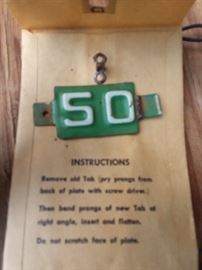 50
INSTRUCTIONS
Remove old Tab (pry prongs from
back of plate with screw driver.)
Then bend prongs of new Tab at
right angle, insert and flatten.
Do not scratch face of plate.